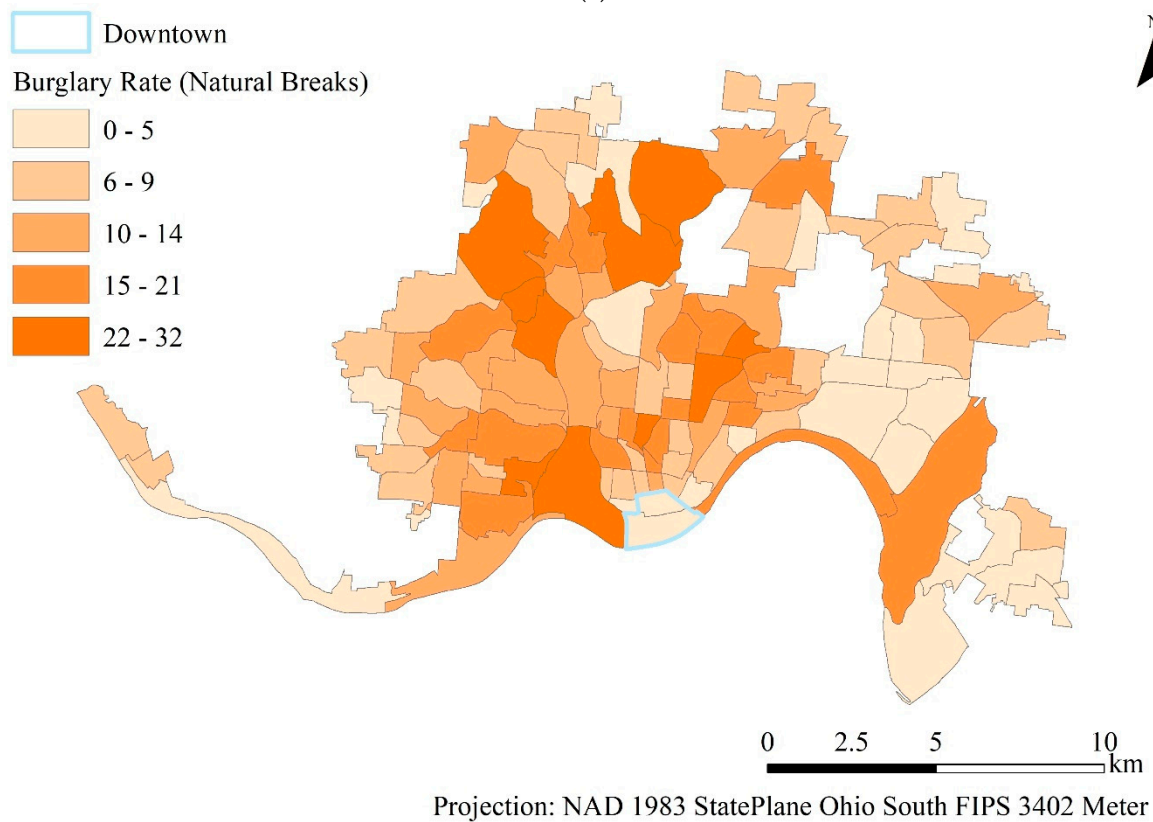 Downtown
Burglary Rate (Natural Breaks)
0 - 5
6 - 9
10 - 14
15 - 21
22 - 32
0 2.5 5 10
km
Projection: NAD 1983 StatePlane Ohio South FIPS 3402 Meter